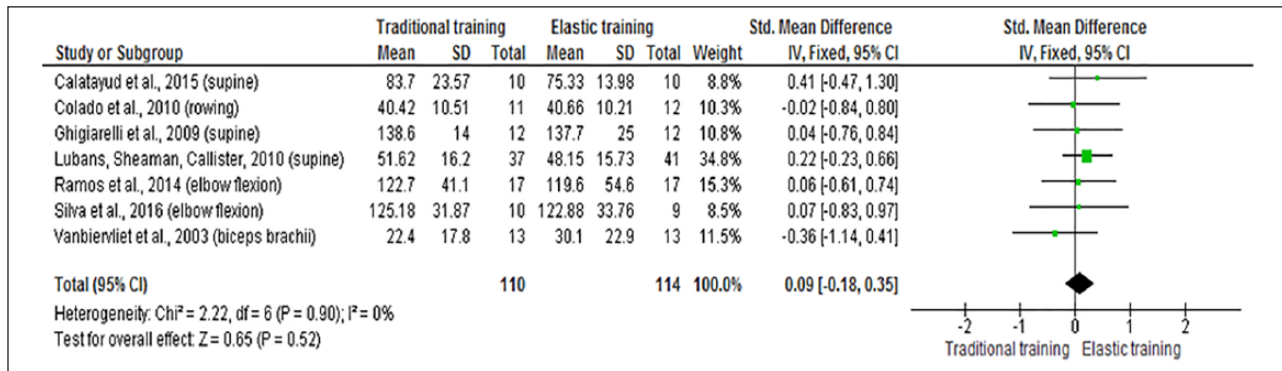 Traditional training Elastic training Std. Mean Difference Std. Mean Difference
Study or Subgroup Mean SD Total Mean SD Total Weight IV, Fixed, 95% CI IV, Fixed, 95% CI
Calatayud et al., 2015 (supine) 83.7 23.57 10 75.33 13.98 10 8.8% 0.41 [-0.47, 1.30]
Colado et al., 2010 (rowing) 40.42 10.51 11 40.66 10.21 12 10.3% -0.02 (-0.84, 0.80]
Ghigiarelli et al., 2009 (supine) 138.6 14 12 137.7 25 12 10.8% 0.04 [-0.76, 0.84]
Lubans, Sheaman, Callister, 2010 (supine) 51.62 16.2 37 48.15 15.73 41 34.8% 0.22 [-0.23, 0.66]
Ramos et al., 2014 (elbow flexion) 122.7 41.1 17 119.6 54.6 17 15.3% 0.06 [-0.61, 0.74]
Silva et al., 2016 (elbow flexion) 125.18 31.87 10 122.88 33.76 9 8.5% 0.07 [-0.83, 0.97]
Vanbiervliet et al., 2003 (biceps brachii) 22.4 17.8 13 30.1 22.9 13 11.5% -0.36 [-1.14, 0.41]
Total (95% CI) 110 114 100.0% 0.09 [-0.18, 0.35]
Heterogeneity: Chi² = 2.22, df = 6 (P = 0.90); I² = 0%
Test for overall effect: Z = 0.65 (P = 0.52)
-2 -1 0 1 2
Traditional training Elastic training